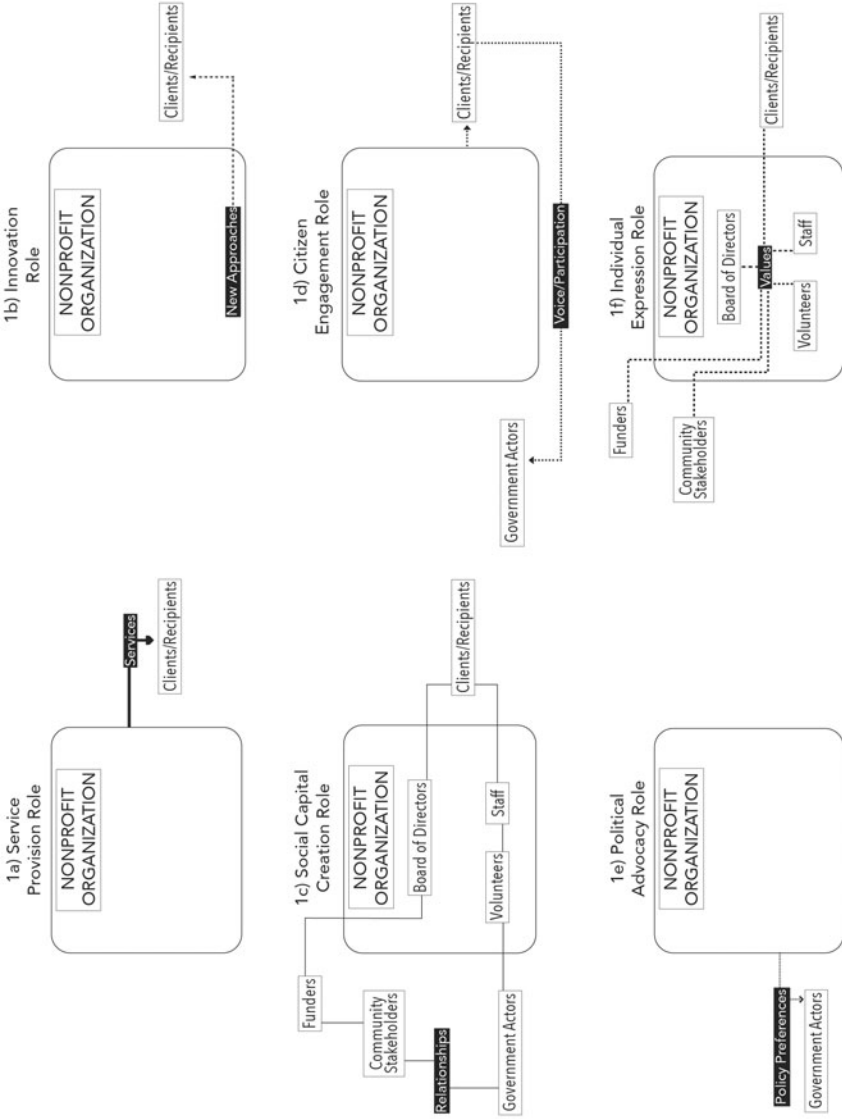 1a) Service
Provision Role
NONPROFIT
ORGANIZATION
Services
Clients/Recipients
1b) Innovation
Role
NONPROFIT
ORGANIZATION
New Approaches
Clients/Recipients
1c) Social Capital
Creation Role
NONPROFIT
ORGANIZATION
Funders
Board of Directors
Community
Stakeholders
Clients/Recipients
Relationships
Volunteers
Staff
Government Actors
1d) Citizen
Engagement Role
NONPROFIT
ORGANIZATION
Clients/Recipients
Government Actors
Voice/Participation
1e) Political
Advocacy Role
NONPROFIT
ORGANIZATION
Policy Preferences
Government Actors
1f) Individual
Expression Role
NONPROFIT
ORGANIZATION
Funders
Board of Directors
Community
Stakeholders
Values
Clients/Recipients
Volunteers
Staff